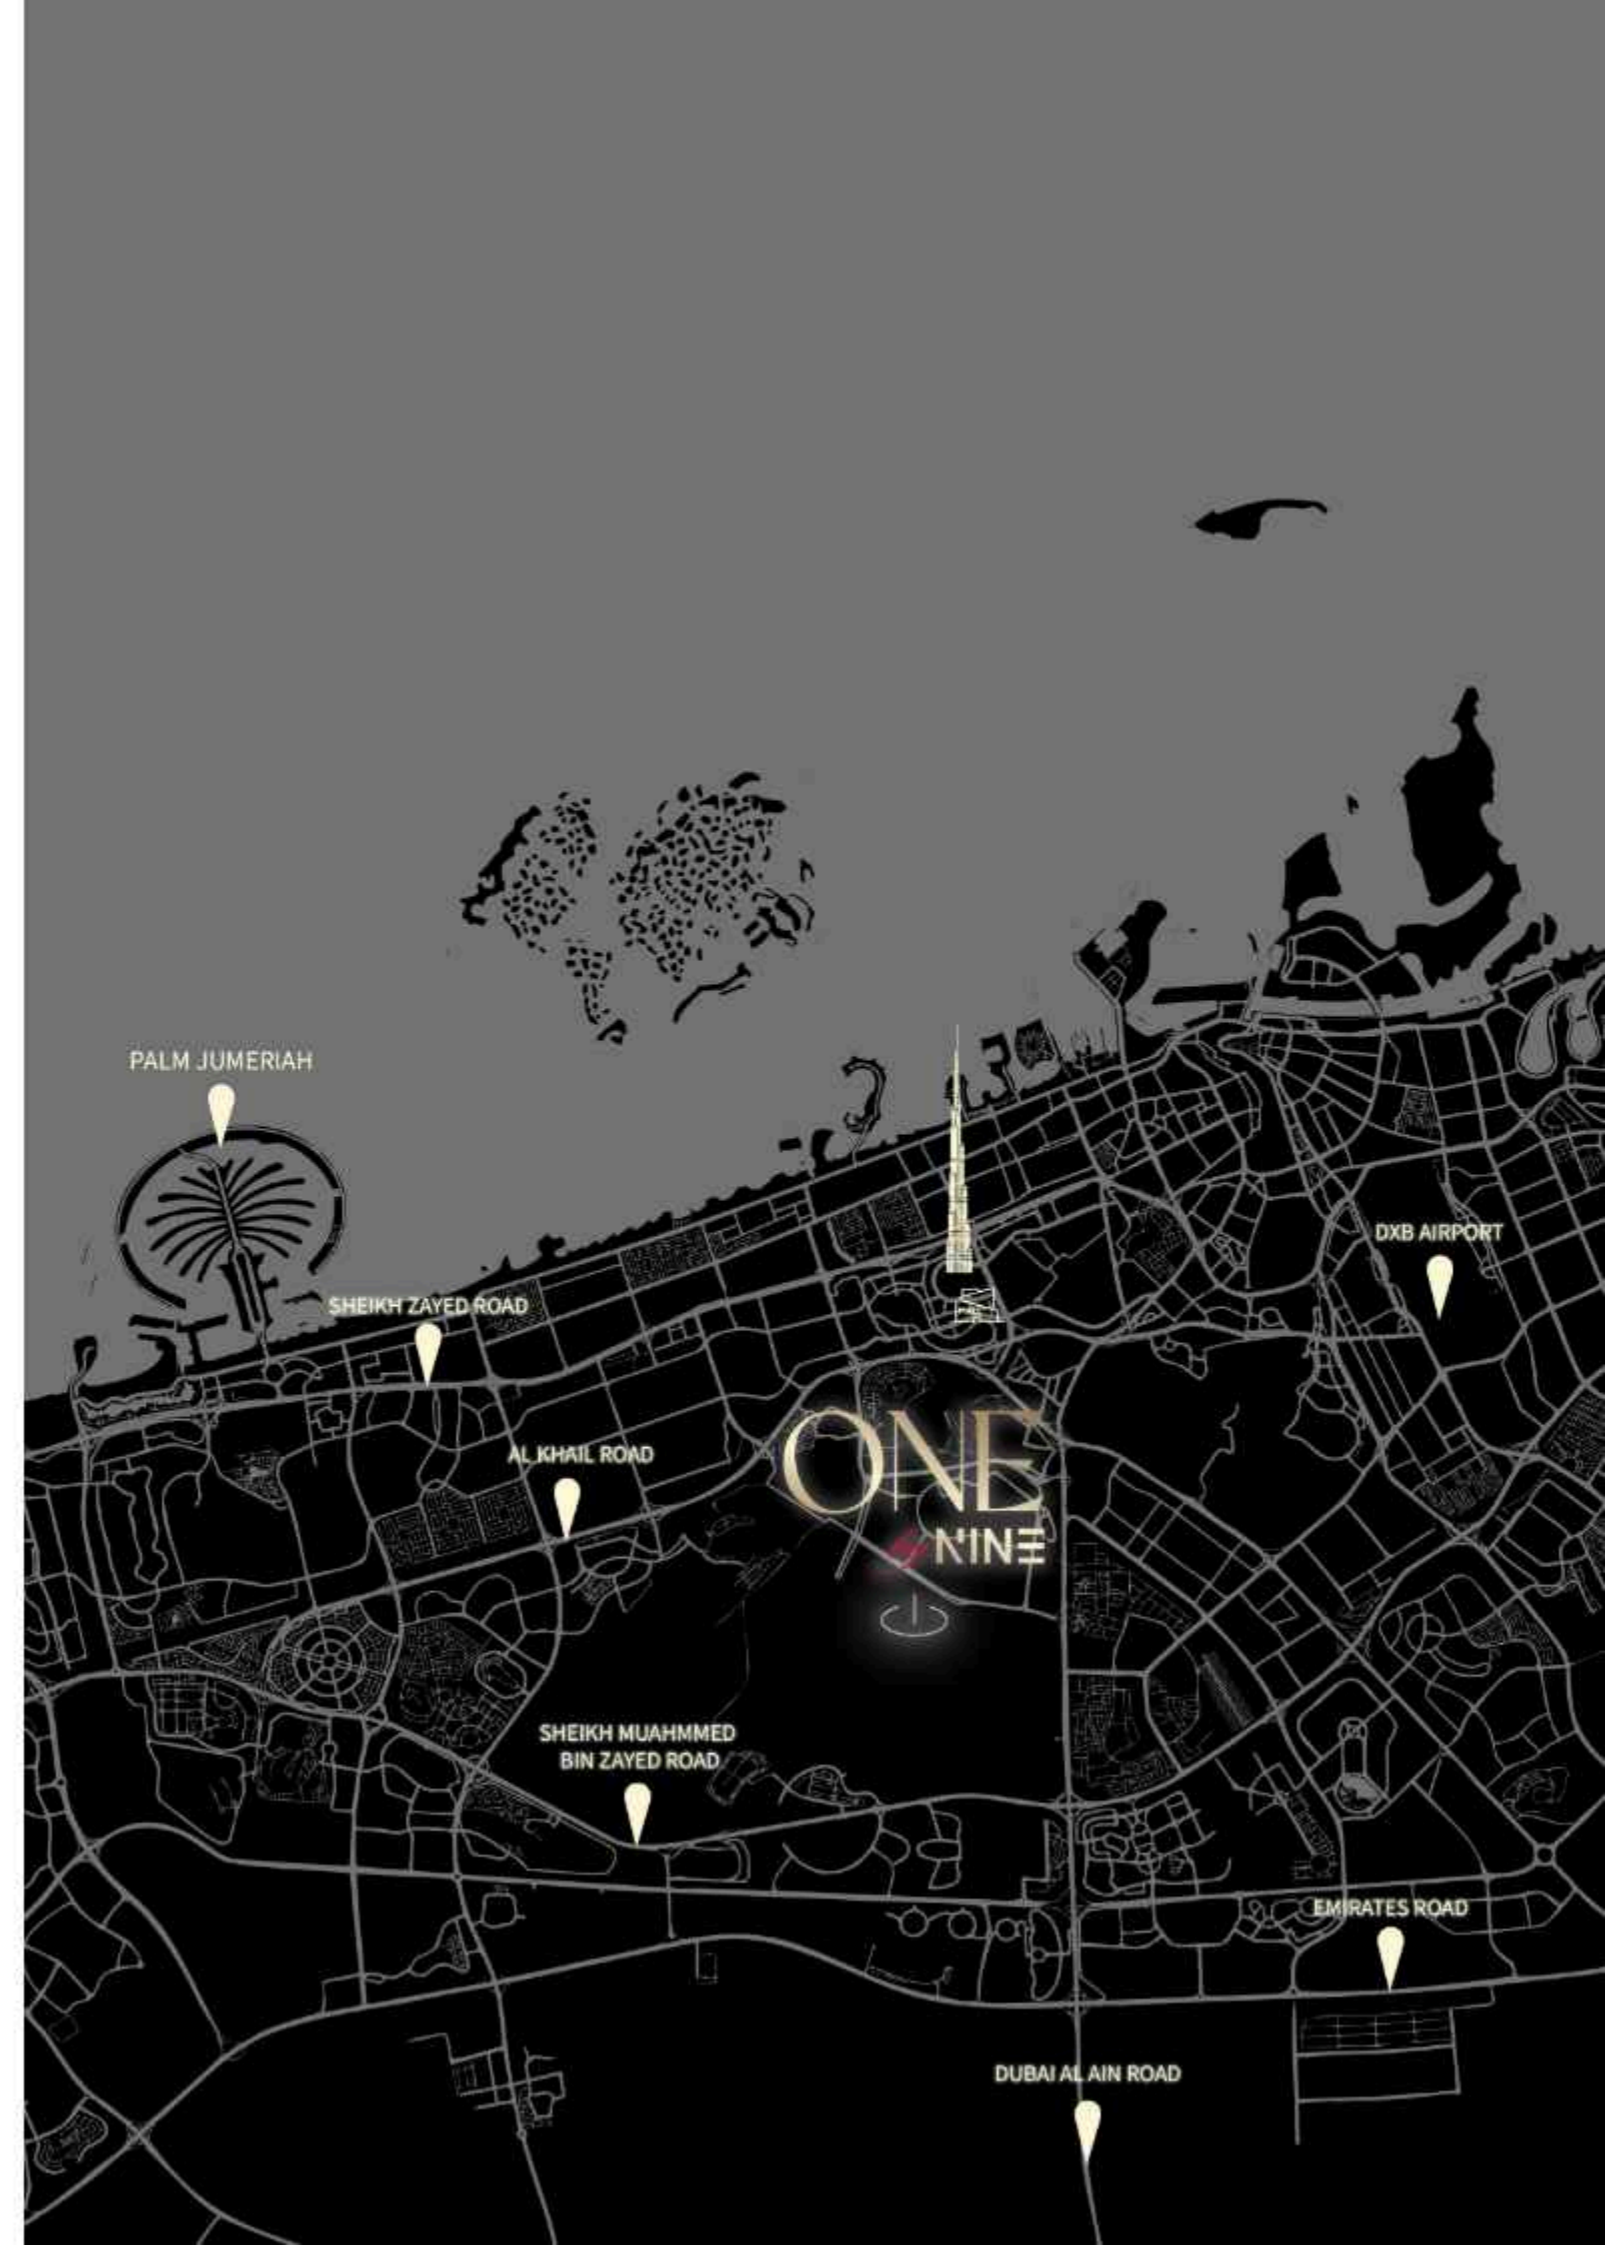 PALM JUMERIAH
DXB AIRPORT
SHEIKH ZAYED ROAD
AL KHAIL ROAD
ONE
NINE
SHEIKH MUAHMMED
BIN ZAYED ROAD
EMIRATES ROAD
DUBAI AL AIN ROAD